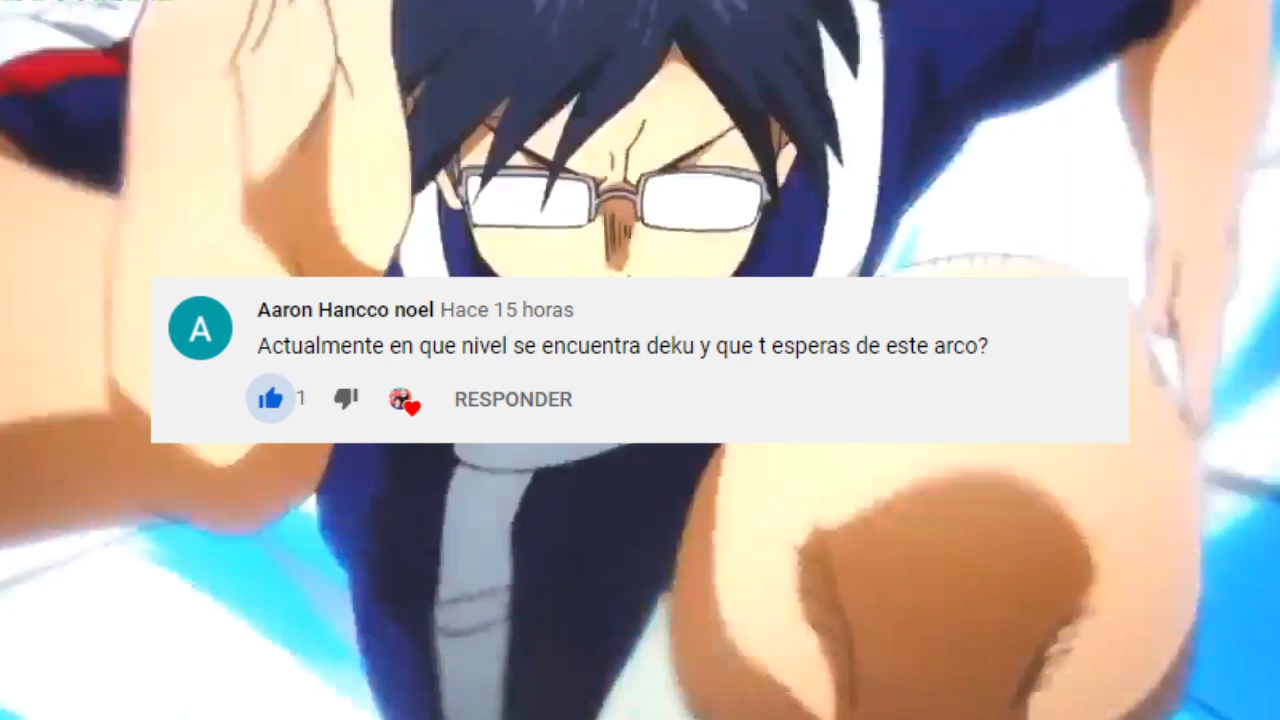 Aaron Hancco noel Hace 15 horas
A
Actualmente en que nivel se encuentra deku y que t esperas de este arco?
1 RESPONDER